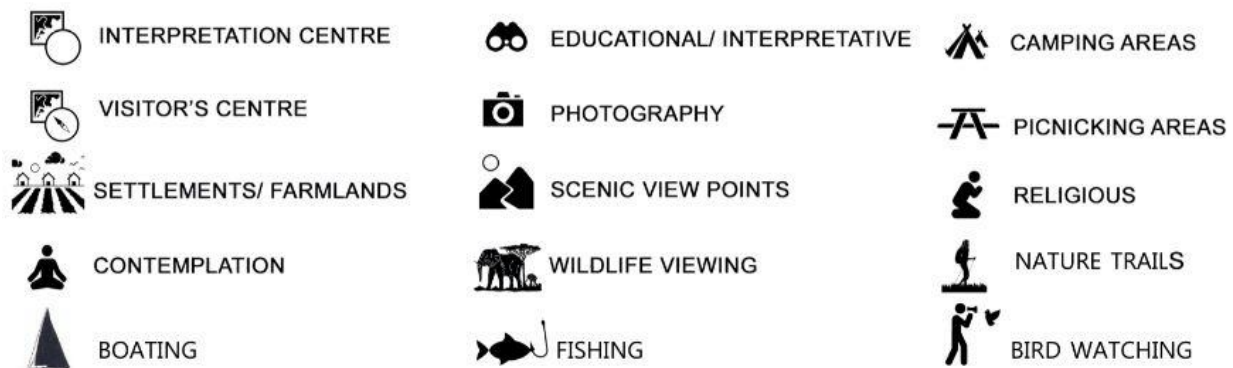 INTERPRETATION CENTRE
EDUCATIONAL/ INTERPRETATIVE
CAMPING AREAS
VISITOR'S CENTRE
PHOTOGRAPHY
PICNICKING AREAS
SETTLEMENTS/ FARMLANDS
SCENIC VIEW POINTS
RELIGIOUS
CONTEMPLATION
WILDLIFE VIEWING
NATURE TRAILS
BOATING
FISHING
BIRD WATCHING